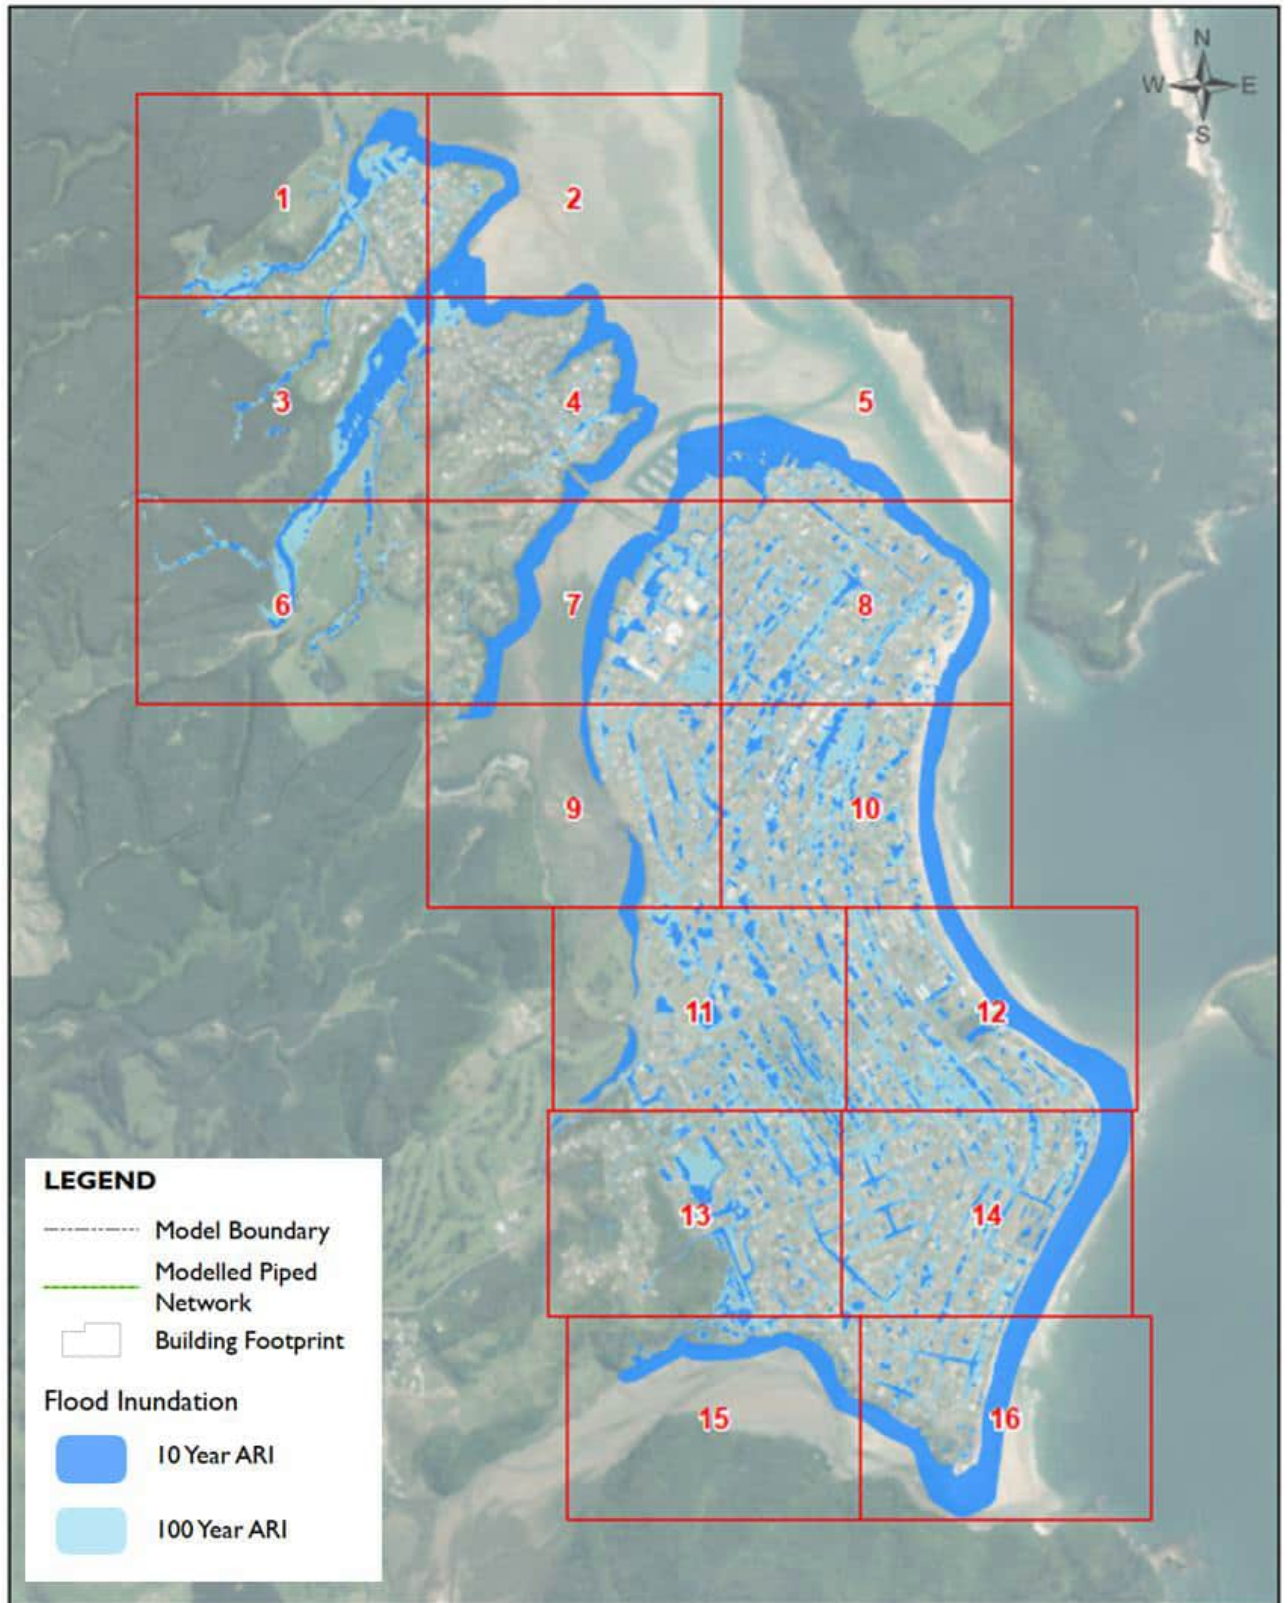 N
W E
S
1
2
3
4
5
6
7
8
9
10
11
12
13
14
15
16
LEGEND
Model Boundary
Modelled Piped
Network
Building Footprint
Flood Inundation
10 Year ARI
100 Year ARI